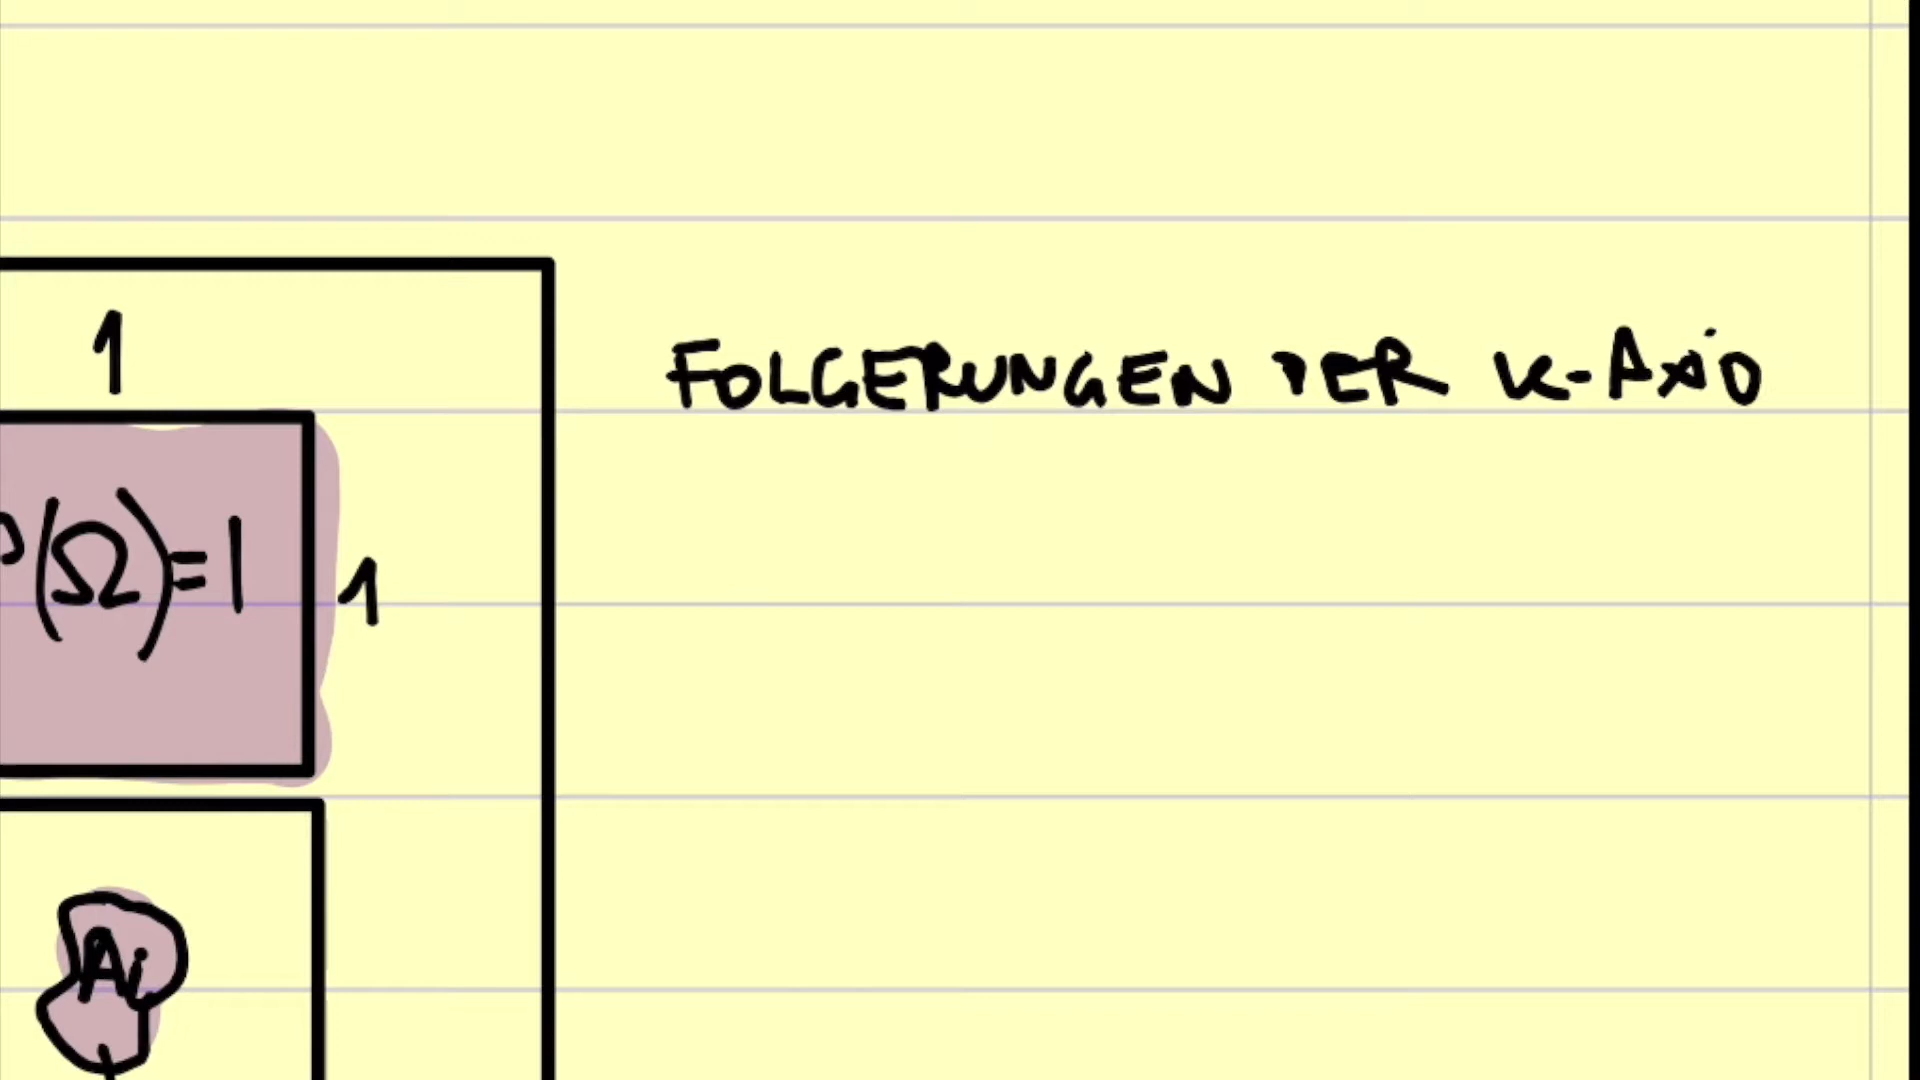 1
FOLGERUNGEN DER K-AXIO
P(Ω)=1
1
Ai